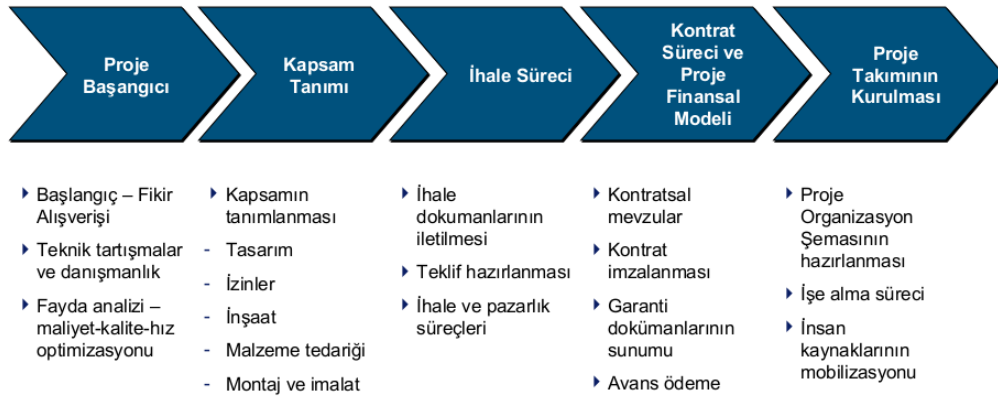 Proje
Başangıcı
Kapsam
Tanımı
İhale Süreci
Kontrat
Süreci ve
Proje
Finansal
Modeli
Proje
Takımının
Kurulması
Başlangıç – Fikir
Alışverişi
Teknik tartışmalar
ve danışmanlık
Fayda analizi –
maliyet-kalite-hız
optimizasyonu
Kapsamın
tanımlanması
- Tasarım
- İzinler
- İnşaat
- Malzeme tedariği
- Montaj ve imalat
İhale
dokumanlarının
iletilmesi
Teklif hazırlanması
İhale ve pazarlık
süreçleri
Kontratsal
mevzular
Kontrat
imzalanması
Garanti
dokümanlarının
sunumu
Avans ödeme
Proje
Organizasyon
Şemasının
hazırlanması
İşe alma süreci
İnsan
kaynaklarının
mobilizasyonu